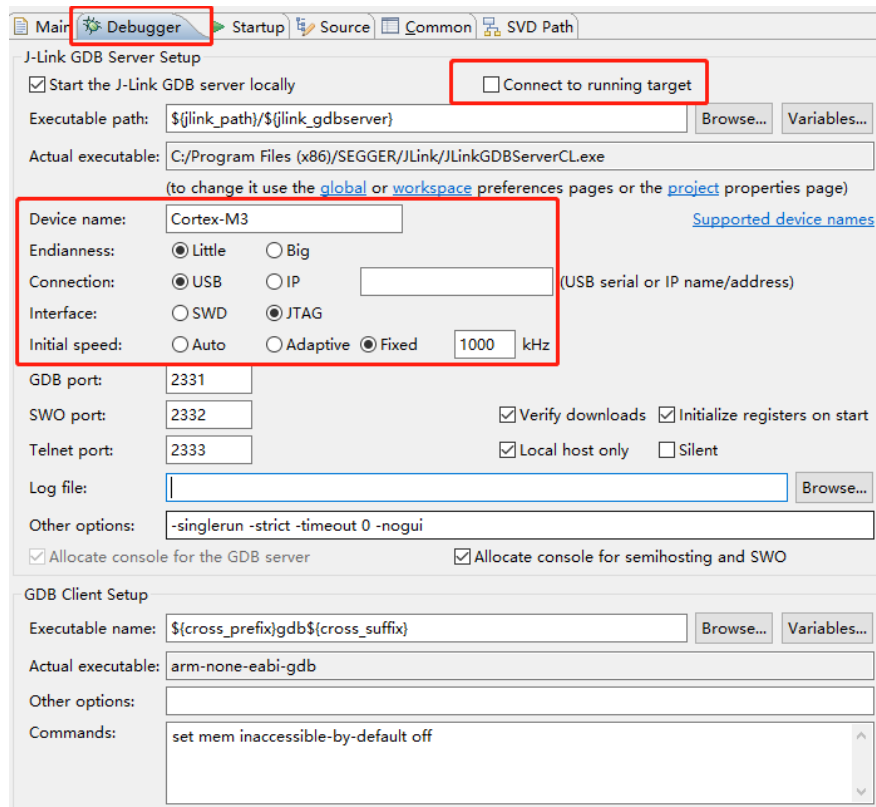 Main Debugger Startup Source Common SVD Path
J-Link GDB Server Setup
Start the J-Link GDB server locally Connect to running target
Executable path: ${jlink_path}/${jlink_gdbserver} Browse... Variables...
Actual executable: C:/Program Files (x86)/SEGGER/JLink/JLinkGDBServerCL.exe
(to change it use the global or workspace preferences pages or the project properties page)
Device name: Cortex-M3 Supported device names
Endianness: Little Big
Connection: USB IP (USB serial or IP name/address)
Interface: SWD JTAG
Initial speed: Auto Adaptive Fixed 1000 kHz
GDB port: 2331
SWO port: 2332 Verify downloads Initialize registers on start
Telnet port: 2333 Local host only Silent
Log file: Browse...
Other options: -singlerun -strict -timeout 0 -nogui
Allocate console for the GDB server Allocate console for semihosting and SWO
GDB Client Setup
Executable name: ${cross_prefix}gdb${cross_suffix} Browse... Variables...
Actual executable: arm-none-eabi-gdb
Other options:
Commands: set mem inaccessible-by-default off